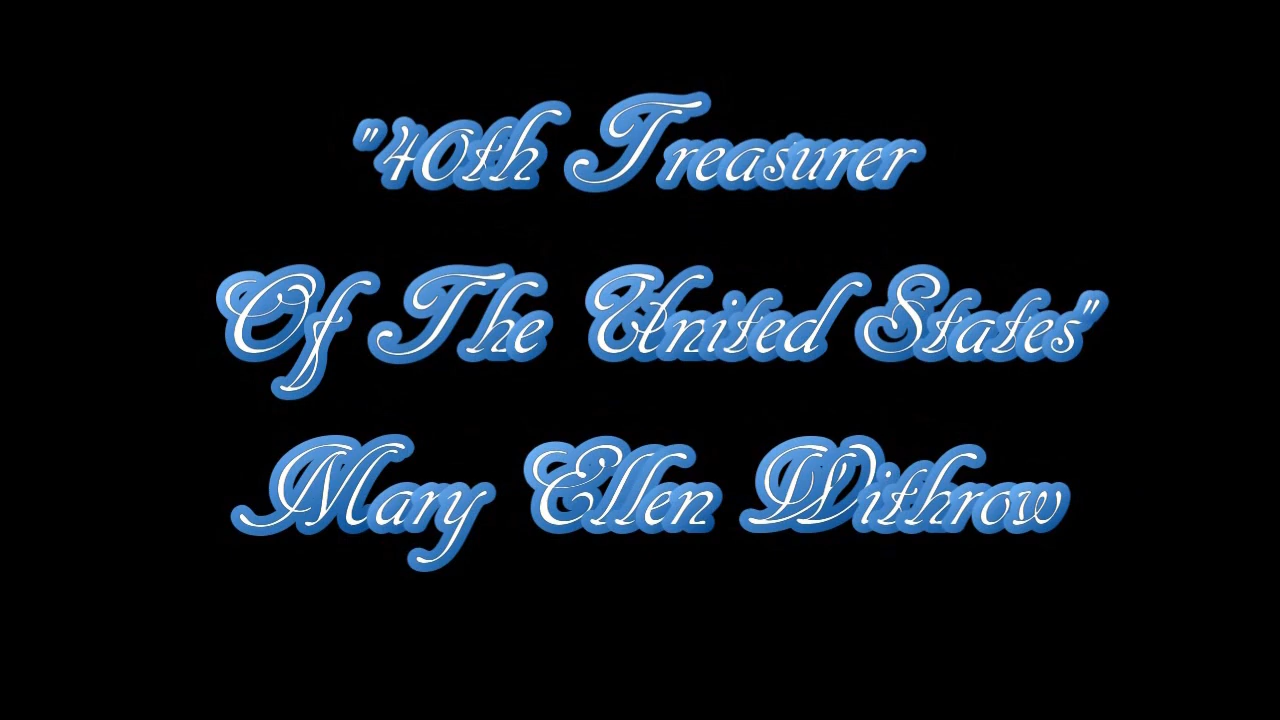 "40th Treasurer
Of The United States"
Mary Ellen Withrow